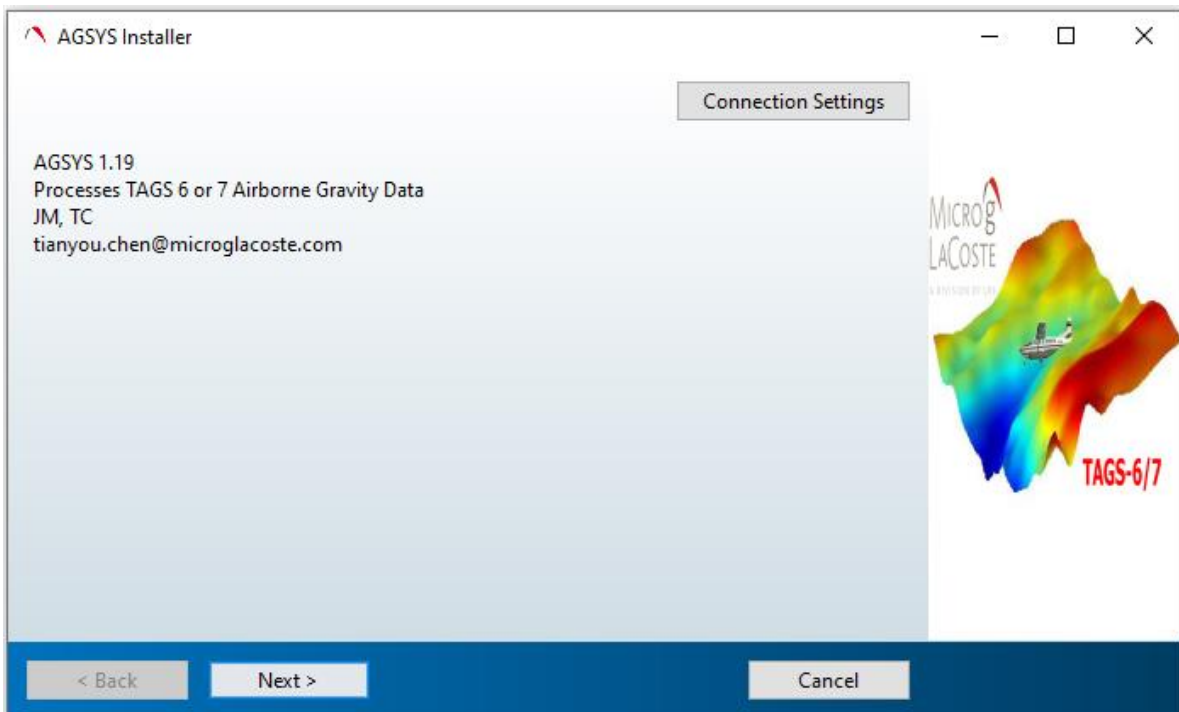 AGSYS Installer
Connection Settings
AGSYS 1.19
Processes TAGS 6 or 7 Airborne Gravity Data
JM, TC
tianyou.chen@microglacoste.com
MICRO g
LACOSTE
TAGS-6/7
< Back
Next >
Cancel